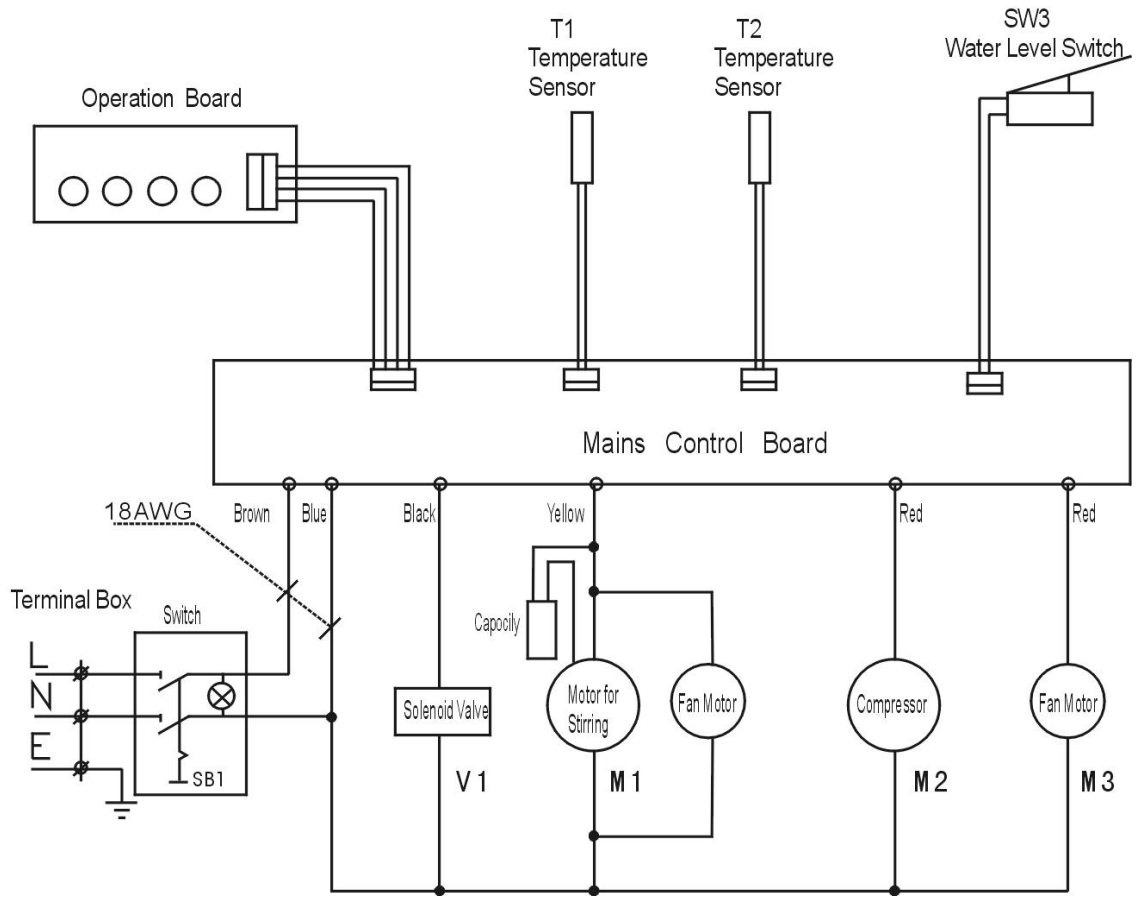 SW3
Water Level Switch
T1
Temperature
Sensor
T2
Temperature
Sensor
Operation Board
Mains Control Board
18AWG
Brown
Blue
Black
Yellow
Red
Red
Terminal Box
Switch
Capocily
L
N
E
SB1
Solenoid Valve
Motor for
Stirring
Fan Motor
Compressor
Fan Motor
V1
M1
M2
M3